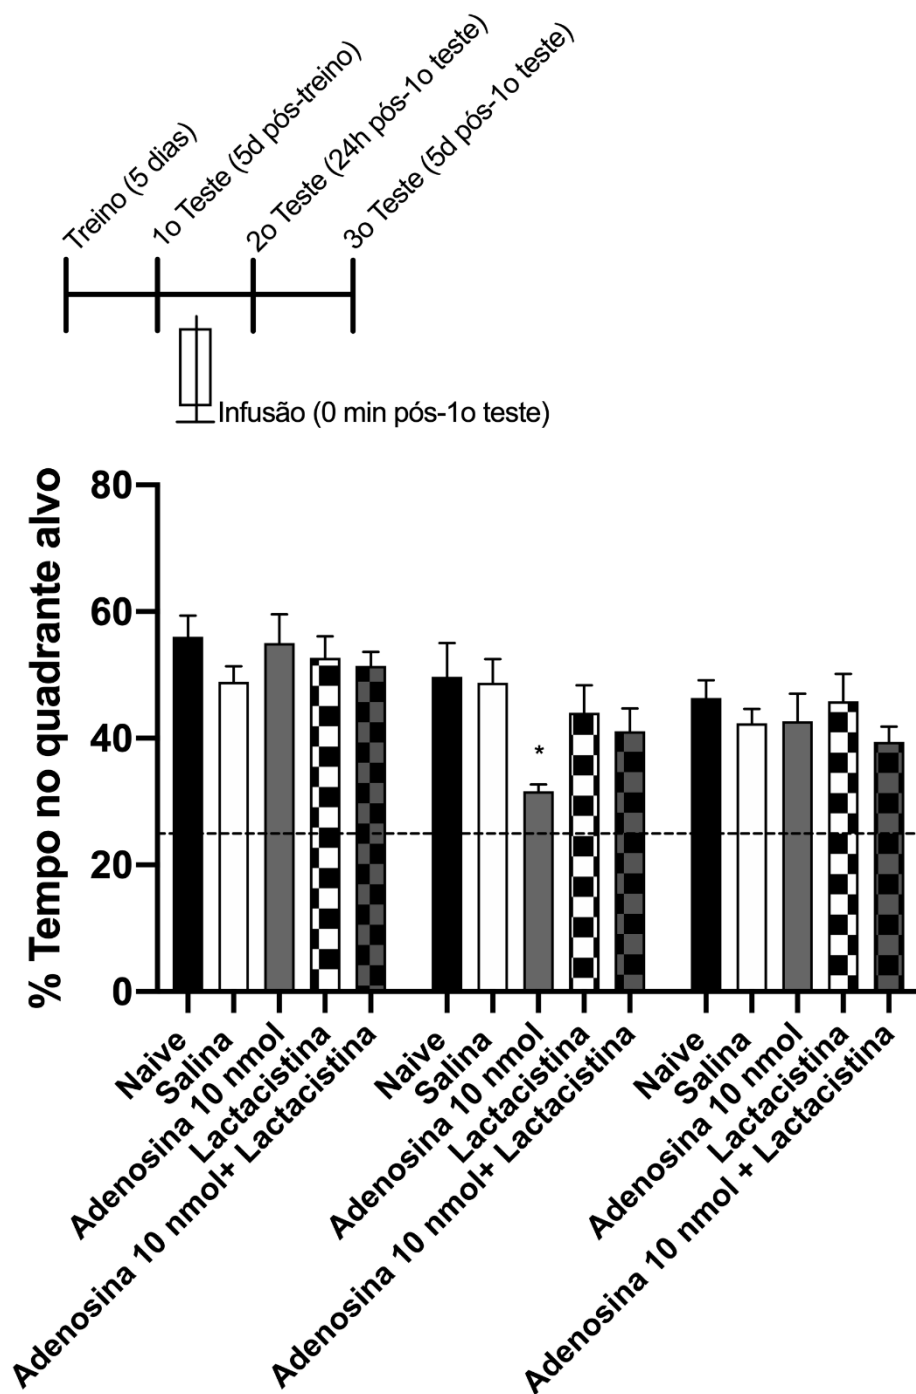 Treino (5 dias)
1o Teste (5d pós-treino)
2o Teste (24h pós-1o teste)
3o Teste (5d pós-1o teste)
Infusão (0 min pós-1o teste)
% Tempo no quadrante alvo
80
60
40
20
0
*
Naive
Salina
Adenosina 10 nmol
Lactacistina
Adenosina 10 nmol+ Lactacistina
Naive
Salina
Adenosina 10 nmol
Lactacistina
Adenosina 10 nmol+ Lactacistina
Naive
Salina
Adenosina 10 nmol
Lactacistina
Adenosina 10 nmol + Lactacistina